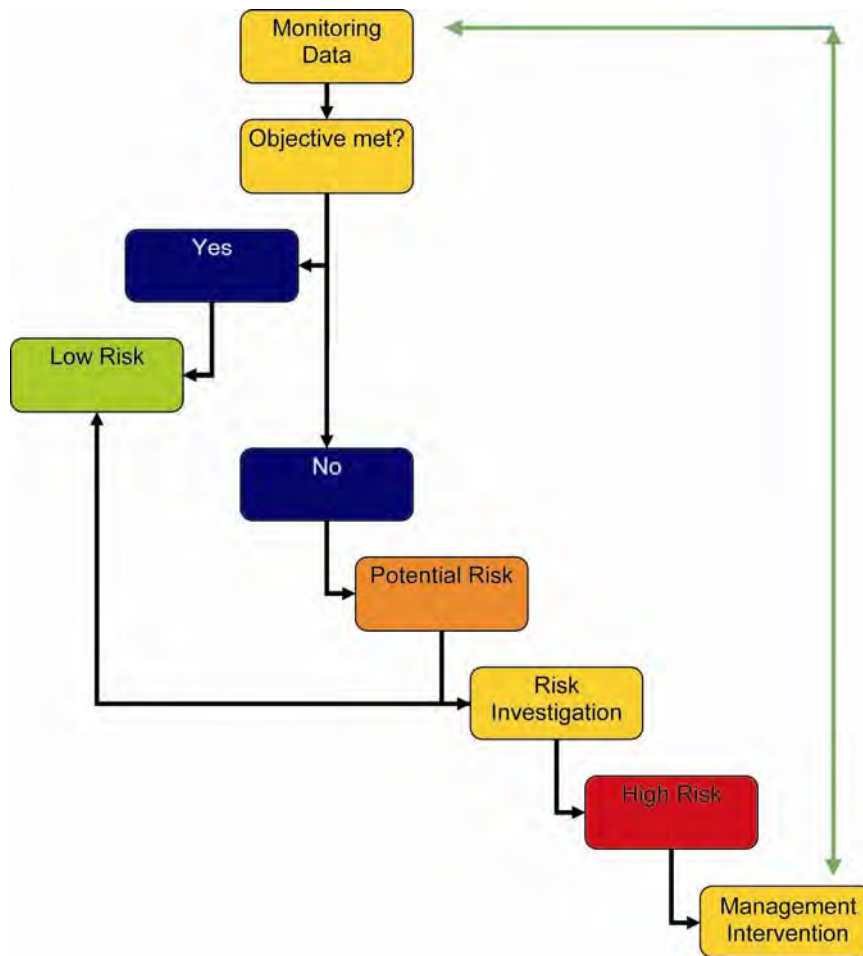 Monitoring
Data
Objective met?
Yes
Low Risk
No
Potential Risk
Risk
Investigation
High Risk
Management
Intervention